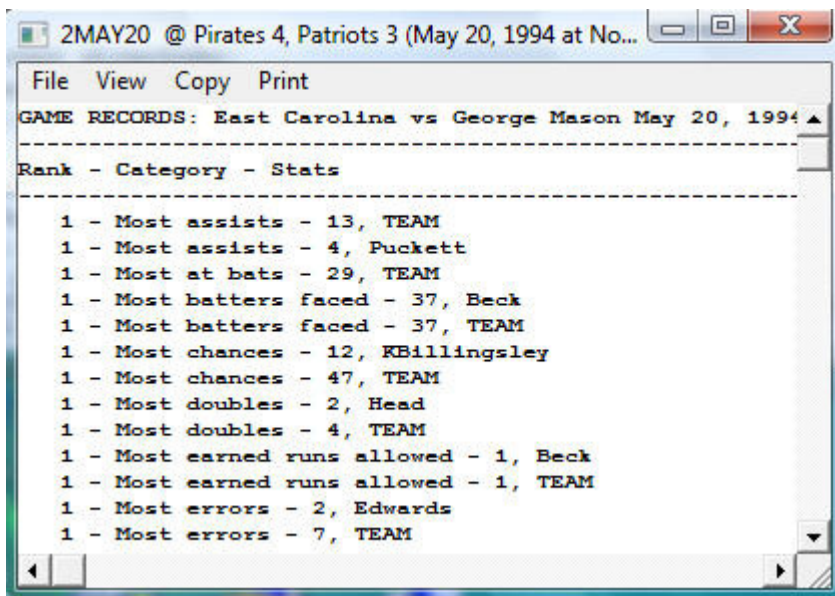 2MAY20 @ Pirates 4, Patriots 3 (May 20, 1994 at No...
File View Copy Print
GAME RECORDS: East Carolina vs George Mason May 20, 1994
--------------------------------------------------------------
Rank - Category - Stats
--------------------------------------------------------------
1 - Most assists - 13, TEAM
1 - Most assists - 4, Puckett
1 - Most at bats - 29, TEAM
1 - Most batters faced - 37, Beck
1 - Most batters faced - 37, TEAM
1 - Most chances - 12, KBillingsley
1 - Most chances - 47, TEAM
1 - Most doubles - 2, Head
1 - Most doubles - 4, TEAM
1 - Most earned runs allowed - 1, Beck
1 - Most earned runs allowed - 1, TEAM
1 - Most errors - 2, Edwards
1 - Most errors - 7, TEAM